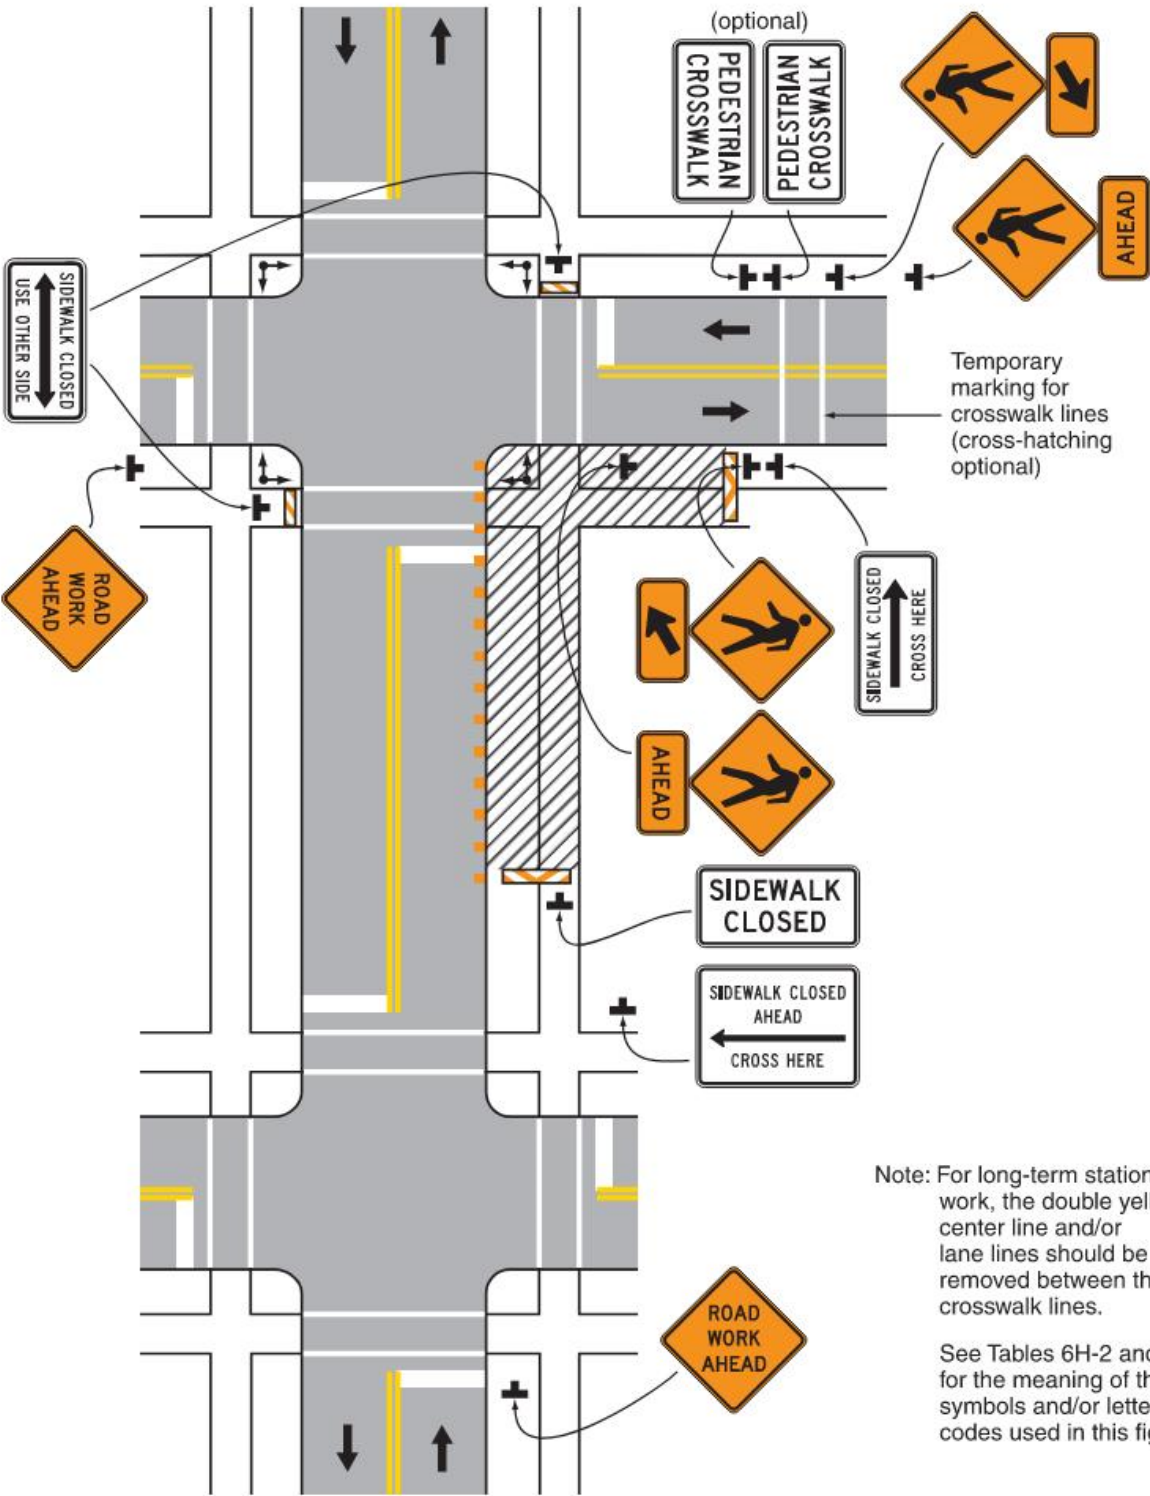 (optional)
PEDESTRIAN
CROSSWALK
PEDESTRIAN
CROSSWALK
AHEAD
SIDEWALK CLOSED
USE OTHER SIDE
Temporary
marking for
crosswalk lines
(cross-hatching
optional)
ROAD
WORK
AHEAD
SIDEWALK CLOSED
CROSS HERE
AHEAD
SIDEWALK
CLOSED
SIDEWALK CLOSED
AHEAD
CROSS HERE
ROAD
WORK
AHEAD
Note: For long-term
work, the double
center line and/or
lane lines should be
removed between
crosswalk lines.
See Tables 6H-2
for the meaning of
symbols and/or
codes used in this